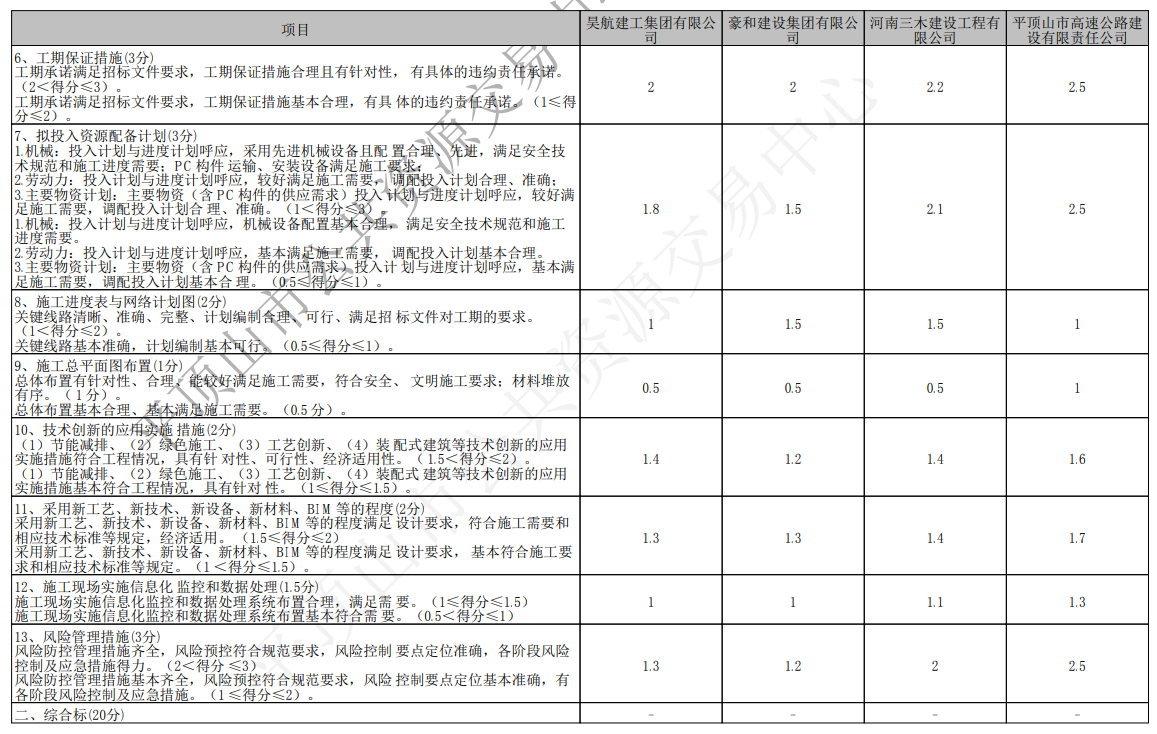 项目
昊航建工集团有限公
司
豪和建设集团有限公
司
河南三木建设工程有
限公司
平顶山市高速公路建
设有限责任公司
6、工期保证措施(3分)
工期承诺满足招标文件要求，工期保证措施合理且有针对性， 有具体的违约责任承诺。
（2＜得分≤3）。
工期承诺满足招标文件要求，工期保证措施基本合理，有具 体的违约责任承诺。（1≤得
分≤2）。
2
2
2.2
2.5
7、拟投入资源配备计划(3分)
1.机械：投入计划与进度计划呼应，采用先进机械设备且配 置合理、先进，满足安全技
术规范和施工进度需要；PC 构件 运输、安装设备满足施工要求；
2.劳动力：投入计划与进度计划呼应，较好满足施工需要， 调配投入计划合理、准确；
3.主要物资计划：主要物资（含 PC 构件的供应需求）投入计 划与进度计划呼应，较好满
足施工需要，调配投入计划合 理、准确。（1＜得分≤3）。
1.机械：投入计划与进度计划呼应，机械设备配置基本合理， 满足安全技术规范和施工
进度需要。
2.劳动力：投入计划与进度计划呼应，基本满足施工需要， 调配投入计划基本合理。
3.主要物资计划：主要物资（含 PC 构件的供应需求）投入计 划与进度计划呼应，基本满
足施工需要，调配投入计划基本合 理。（0.5≤得分≤1）。
1.8
1.5
2.1
2.5
8、施工进度表与网络计划图(2分)
关键线路清晰、准确、完整、计划编制合理、可行、满足招 标文件对工期的要求。
（1＜得分≤2）。
关键线路基本准确，计划编制基本可行。（0.5≤得分≤1）。
1
1.5
1.5
1
9、施工总平面图布置(1分)
总体布置有针对性、合理、能较好满足施工需要，符合安全、 文明施工要求；材料堆放
有序。（ 1 分）。
总体布置基本合理、基本满足施工需要。（0.5 分）。
0.5
0.5
0.5
1
10、技术创新的应用实施 措施(2分)
（1）节能减排、（2）绿色施工、（3）工艺创新、（4）装 配式建筑等技术创新的应用
实施措施符合工程情况，具有针 对性、可行性、经济适用性。（ 1.5＜得分≤2）。
（1）节能减排、（2）绿色施工、（3）工艺创新、（4）装配式 建筑等技术创新的应用
实施措施基本符合工程情况，具有针对 性。（1≤得分≤1.5）。
1.4
1.2
1.4
1.6
11、采用新工艺、新技术、 新设备、新材料、BIM 等的程度(2分)
采用新工艺、新技术、新设备、新材料、BIM 等的程度满足 设计要求，符合施工需要和
相应技术标准等规定，经济适用。 （1.5≤得分≤2）
采用新工艺、新技术、新设备、新材料、BIM 等的程度满足 设计要求， 基本符合施工要
求和相应技术标准等规定。（1 ＜得分≤1.5）。
1.3
1.3
1.4
1.7
12、施工现场实施信息化 监控和数据处理(1.5分)
施工现场实施信息化监控和数据处理系统布置合理，满足需 要。（1≤得分≤1.5）
施工现场实施信息化监控和数据处理系统布置基本符合需 要。（0.5＜得分≤1）
1
1
1.1
1.3
13、风险管理措施(3分)
风险防控管理措施齐全，风险预控符合规范要求，风险控制 要点定位准确，各阶段风险
控制及应急措施得力。（2＜得分 ≤3）
风险防控管理措施基本齐全，风险预控符合规范要求，风险 控制要点定位基本准确，有
各阶段风险控制及应急措施。（1 ≤得分≤2）。
1.3
1.2
2
2.5
二、综合标(20分)
-
-
-
-
平顶山市公共资源交易中
平顶山市公共资源交易中心